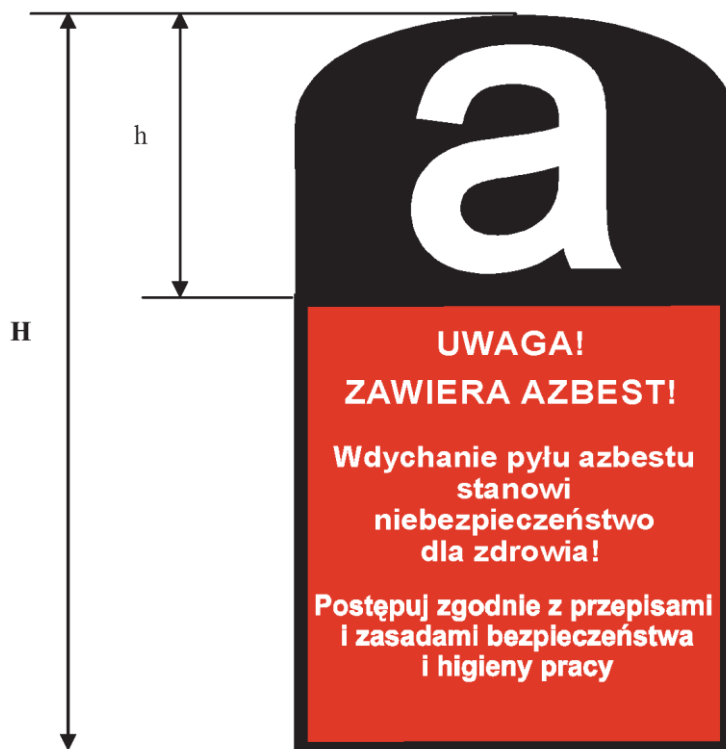 a
h
H
UWAGA!
ZAWIERA AZBEST!
Wdychanie pyłu azbestu
stanowi
niebezpieczeństwo
dla zdrowia!
Postępuj zgodnie z przepisami
i zasadami bezpieczeństwa
i higieny pracy